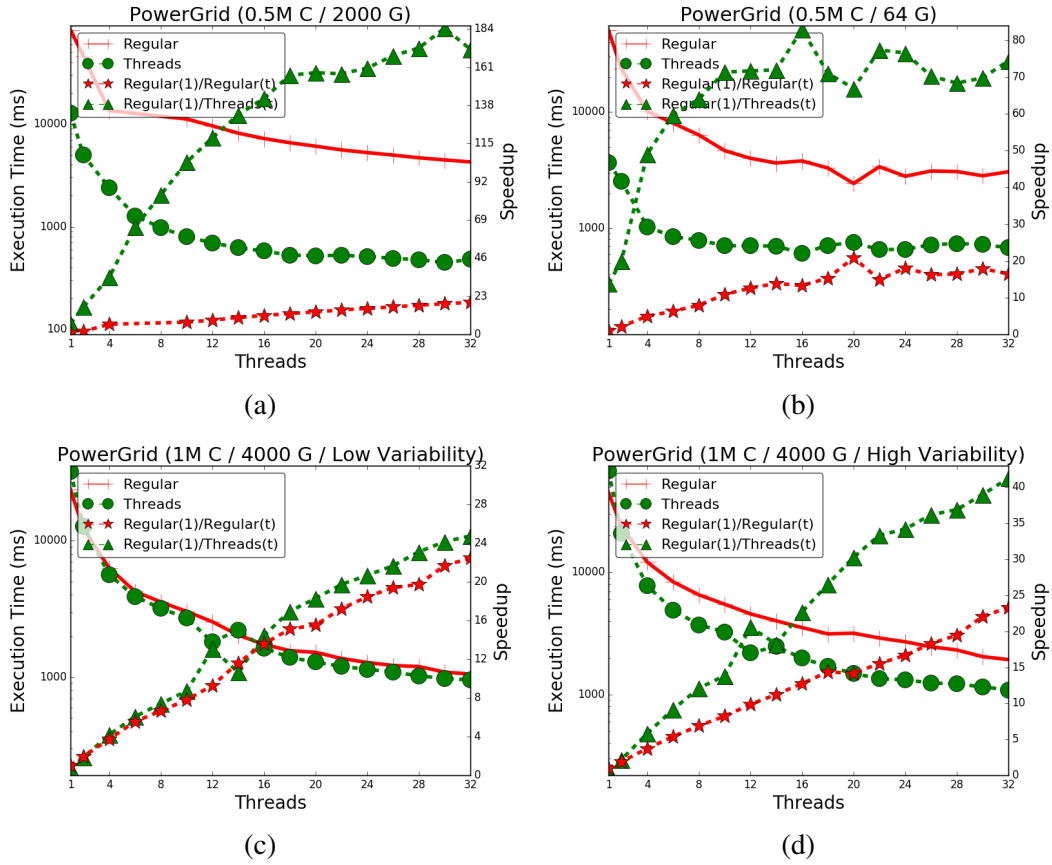 PowerGrid (0.5M C / 2000 G)
Regular
Threads
Regular(1)/Regular(t)
Regular(1)/Threads(t)
Execution Time (ms)
10000
1000
100
184
161
138
115
92
69
46
23
0
Speedup
1 4 8 12 16 20 24 28 32
Threads
(a)
PowerGrid (0.5M C / 64 G)
Regular
Threads
Regular(1)/Regular(t)
Regular(1)/Threads(t)
Execution Time (ms)
10000
1000
80
70
60
50
40
30
20
10
0
Speedup
1 4 8 12 16 20 24 28 32
Threads
(b)
PowerGrid (1M C / 4000 G / Low Variability)
Regular
Threads
Regular(1)/Regular(t)
Regular(1)/Threads(t)
Execution Time (ms)
10000
1000
32
28
24
20
16
12
8
4
0
Speedup
1 4 8 12 16 20 24 28 32
Threads
(c)
PowerGrid (1M C / 4000 G / High Variability)
Regular
Threads
Regular(1)/Regular(t)
Regular(1)/Threads(t)
Execution Time (ms)
10000
1000
40
35
30
25
20
15
10
5
0
Speedup
1 4 8 12 16 20 24 28 32
Threads
(d)